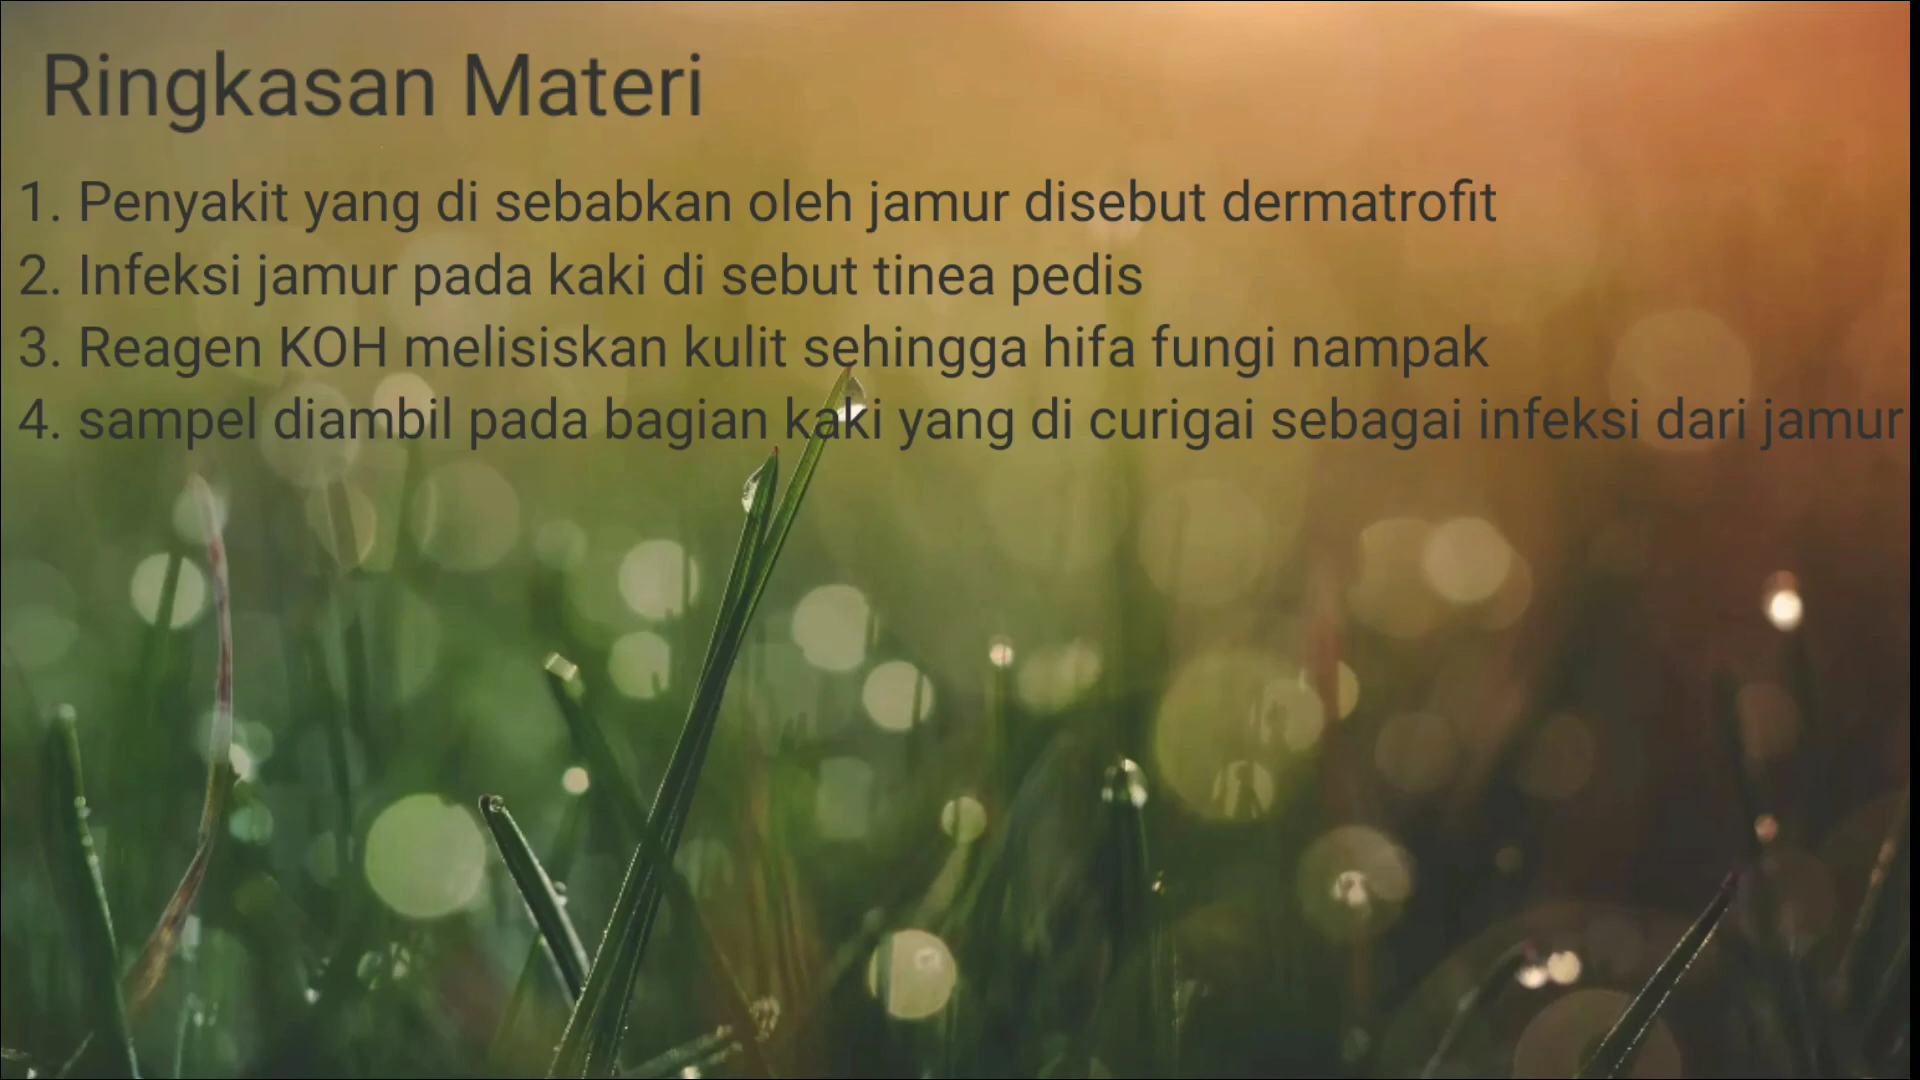 Ringkasan Materi
1. Penyakit yang di sebabkan oleh jamur disebut dermatrofit
2. Infeksi jamur pada kaki di sebut tinea pedis
3. Reagen KOH melisiskan kulit sehingga hifa fungi nampak
4. sampel diambil pada bagian kaki yang di curigai sebagai infeksi dari jamur